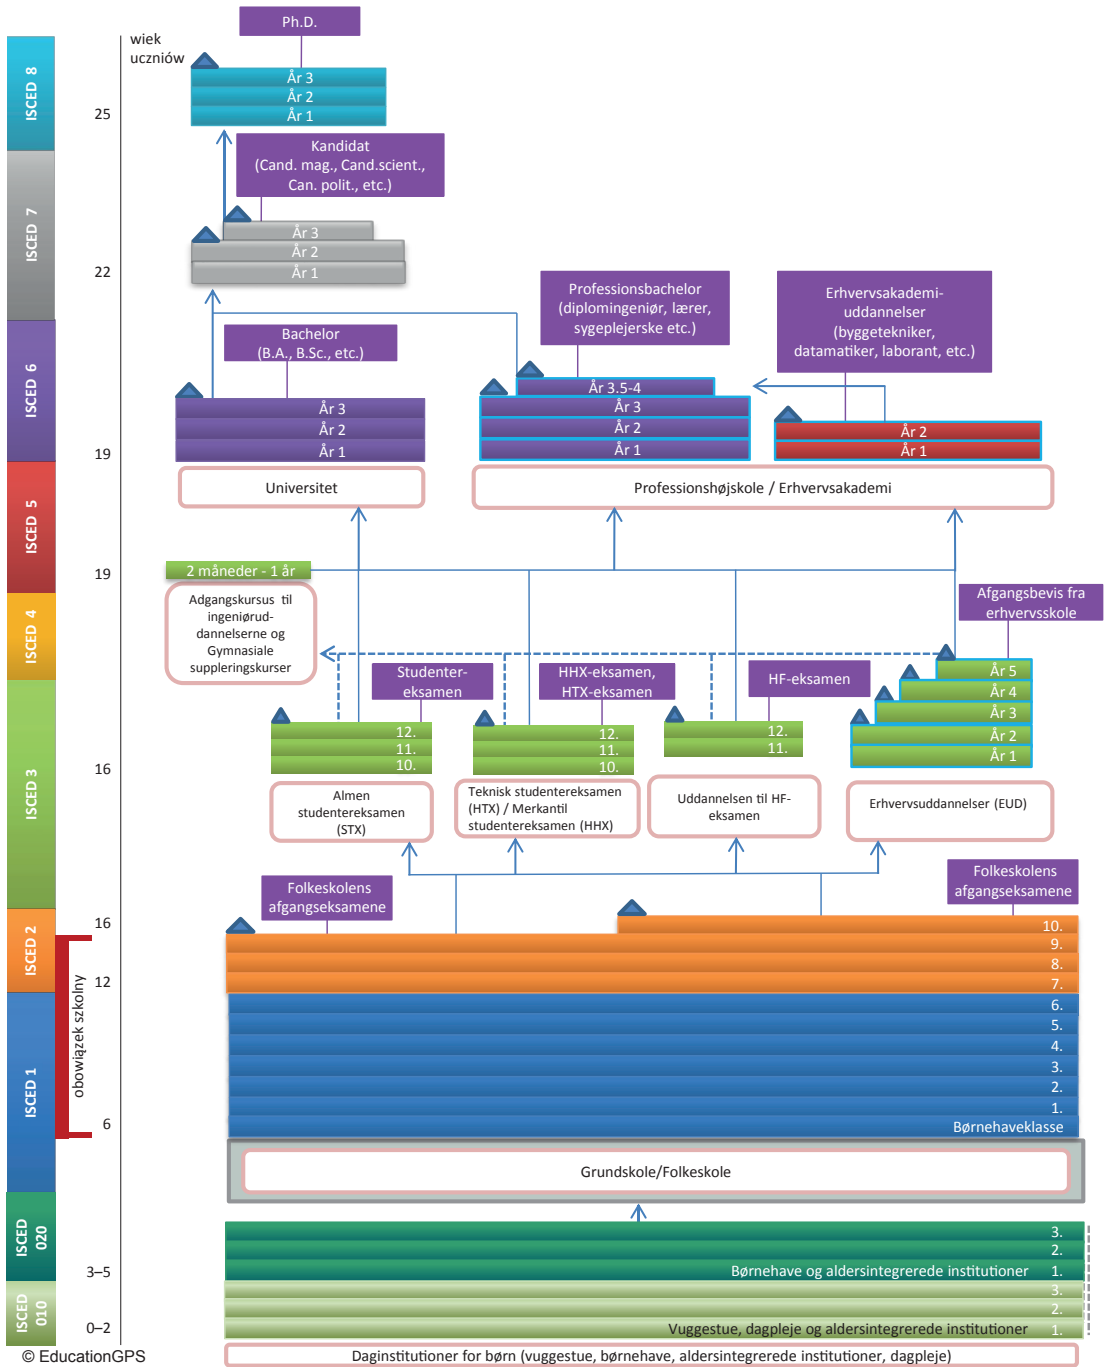 Ph.D.
wiek
uczniów
ISCED 8
År 3
År 2
År 1
25
Kandidat
(Cand. mag., Cand.scient.,
Can. polit., etc.)
ISCED 7
År 3
År 2
År 1
22
Professionsbachelor
(diplomingeniør, lærer,
sygeplejerske etc.)
Erhvervsakademi-
uddannelser
(byggetekniker,
datamatiker, laborant, etc.)
Bachelor
(B.A., B.Sc., etc.)
ISCED 6
År 3
År 2
År 1
År 3.5-4
År 3
År 2
År 1
År 2
År 1
19
Universitet
Professionshøjskole / Erhvervsakademi
ISCED 5
19
2 måneder - 1 år
Adgangskursus til
ingeniørud-
dannelserne og
Gymnasiale
suppleringskurser
Afgangsbevis fra
erhvervsskole
ISCED 4
Studenter-
eksamen
HHX-eksamen,
HTX-eksamen
HF-eksamen
År 5
År 4
År 3
År 2
År 1
12.
11.
10.
12.
11.
10.
12.
11.
ISCED 3
16
Almen
studentereksamen
(STX)
Teknisk studentereksamen
(HTX) / Merkantil
studentereksamen (HHX)
Uddannelsen til HF-
eksamen
Erhvervsuddannelser (EUD)
Folkeskolens
afgangseksamene
Folkeskolens
afgangseksamene
16
ISCED 2
10.
9.
8.
7.
12
obowiązek szkolny
ISCED 1
6.
5.
4.
3.
2.
1.
Børnehaveklasse
6
Grundskole/Folkeskole
ISCED
020
3.
2.
Børnehave og aldersintegrerede institutioner 1.
3–5
ISCED
010
3.
2.
Vuggestue, dagpleje og aldersintegrerede institutioner 1.
0–2
© EducationGPS
Daginstitutioner for børn (vuggestue, børnehave, aldersintegrerede institutioner, dagpleje)